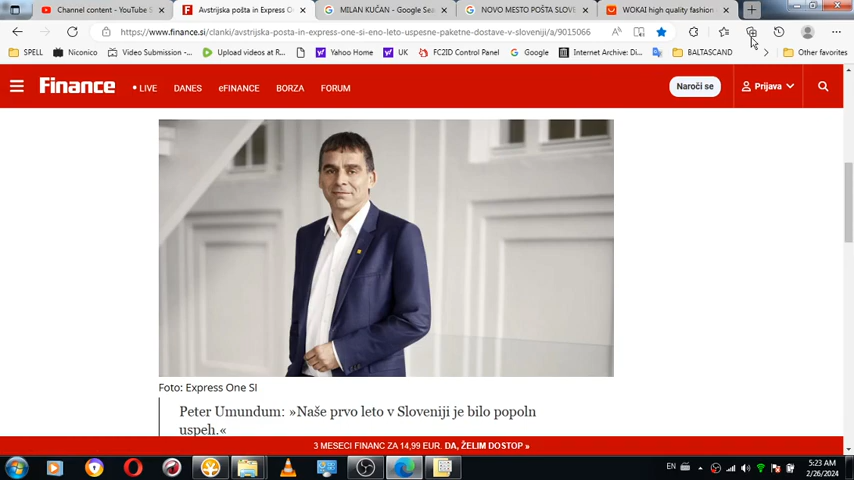 Channel content - YouTube S
Avstrijska pošta in Express O
MILAN KUČAN - Google Sea
NOVO MESTO POŠTA SLOVE
WOKAI high quality fashion
https://www.finance.si/clanki/avstrijska-posta-in-express-one-si-eno-leto-uspesne-paketne-dostave-v-sloveniji/a/9015066
SPELL
Niconico
Video Submission -...
Upload videos at R...
Yahoo Home
UK
FC2ID Control Panel
Google
Internet Archive: Di...
BALTASCAND
Other favorites
Finance
LIVE
DANES
eFINANCE
BORZA
FORUM
Naroči se
Prijava
Foto: Express One SI
Peter Umundum: »Naše prvo leto v Sloveniji je bilo popoln
uspeh.«
3 MESECI FINANC ZA 14,99 EUR. DA, ŽELIM DOSTOP »
EN
5:23 AM
2/26/2024